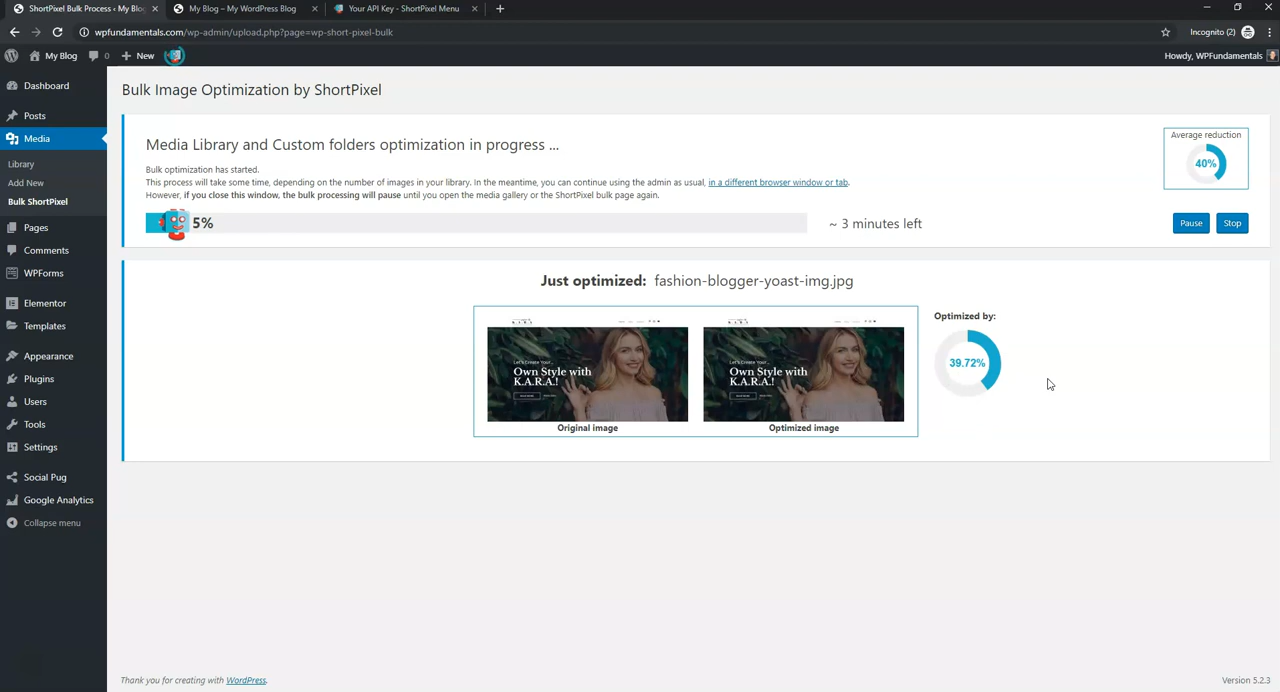 ShortPixel Bulk Process ‹ My Blo
My Blog – My WordPress Blog
Your API Key - ShortPixel Menu
wpfundamentals.com/wp-admin/upload.php?page=wp-short-pixel-bulk
Incognito (2)
My Blog
0
New
Howdy, WPFundamentals
Dashboard
Posts
Media
Library
Add New
Bulk ShortPixel
Pages
Comments
WPForms
Elementor
Templates
Appearance
Plugins
Users
Tools
Settings
Social Pug
Google Analytics
Collapse menu
Bulk Image Optimization by ShortPixel
Media Library and Custom folders optimization in progress ...
Bulk optimization has started.
This process will take some time, depending on the number of images in your library. In the meantime, you can continue using the admin as usual, in a different browser window or tab.
However, if you close this window, the bulk processing will pause until you open the media gallery or the ShortPixel bulk page again.
5%
~ 3 minutes left
Average reduction
40%
Pause
Stop
Just optimized: fashion-blogger-yoast-img.jpg
Let's Create Your...
Own Style with
K.A.R.A.!
Original image
Let's Create Your...
Own Style with
K.A.R.A.!
Optimized image
Optimized by:
39.72%
Thank you for creating with WordPress.
Version 5.2.3